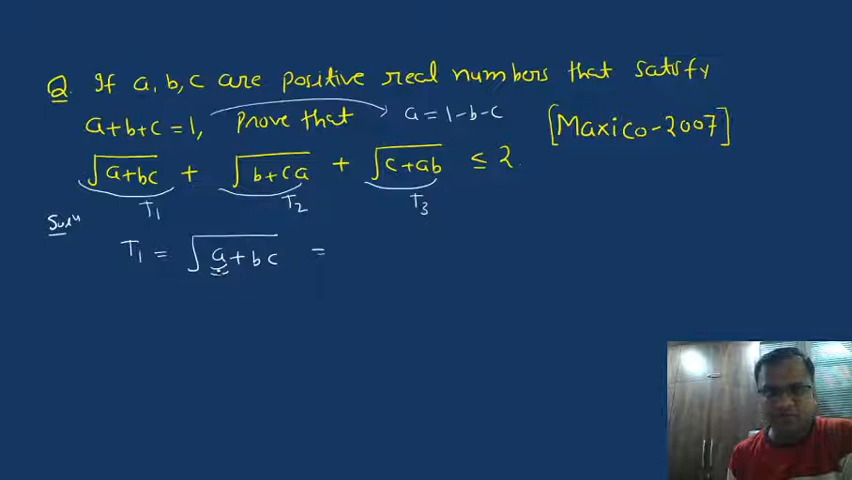 Q. If a, b, c are positive real numbers that satisfy
a+b+c=1, Prove that → a=1-b-c [Maxico-2007]
√(a+bc) + √(b+ca) + √(c+ab) ≤ 2.
T₁ T₂ T₃
Solⁿ
T₁ = √(a+bc) =